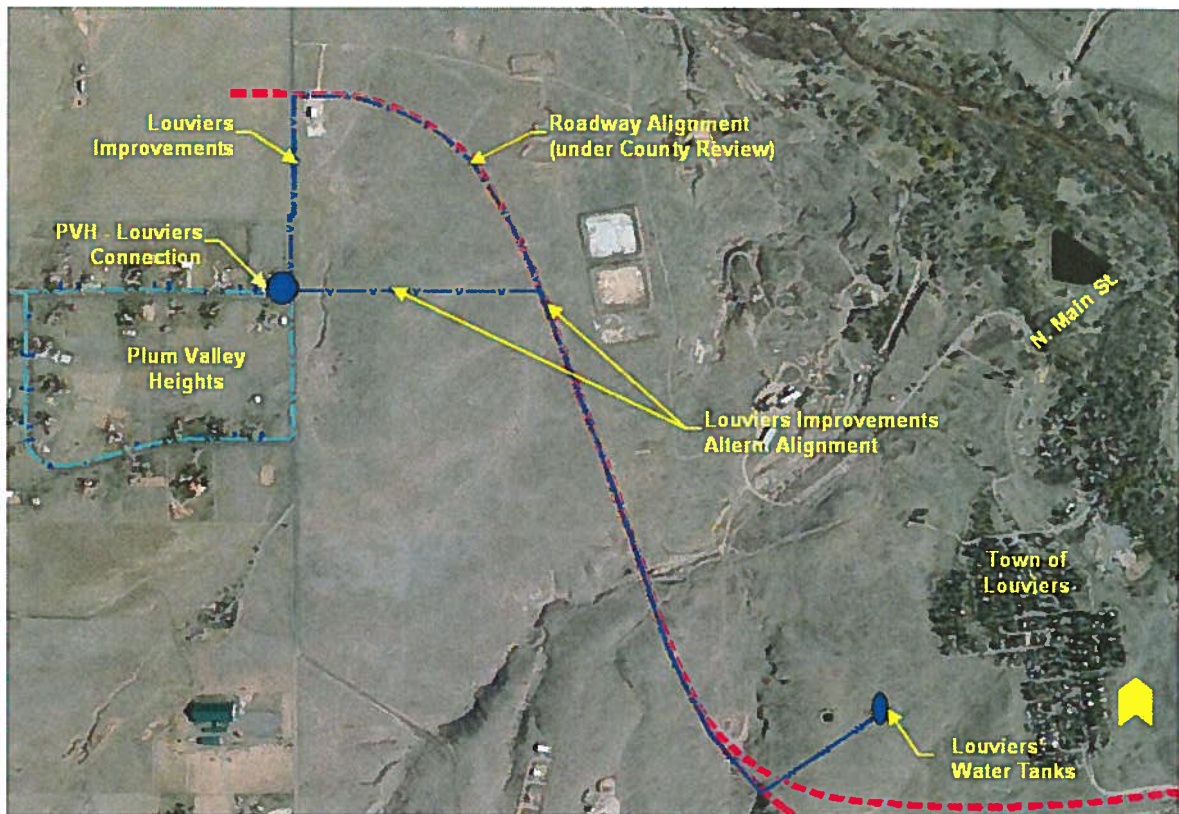 Louviers
Improvements
Roadway Alignment
(under County Review)
PVH - Louviers
Connection
N. Main St
Plum Valley
Heights
Louviers Improvements
Altern Alignment
Town of
Louviers
Louviers'
Water Tanks